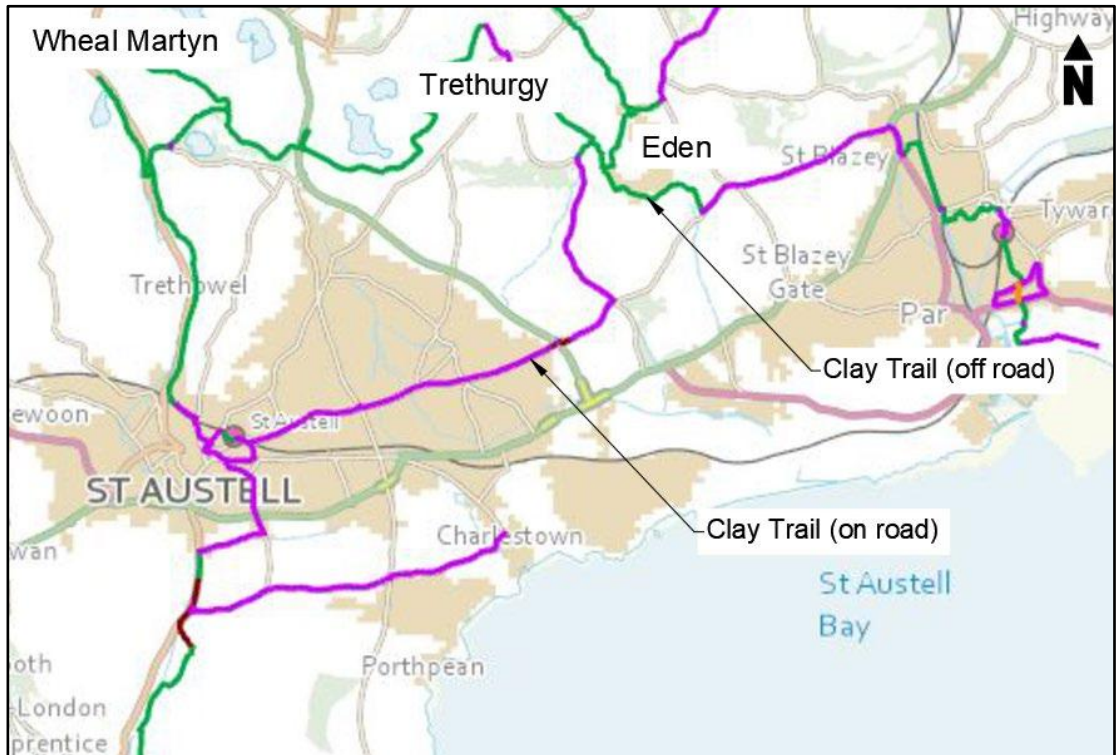 Wheal Martyn
Highway
N
Trethurgy
Eden
St Blazey
Tywar
Trethowel
St Blazey
Gate
Par
Clay Trail (off road)
ewoon
St Austell
ST AUSTELL
Charlestown
Clay Trail (on road)
wan
St Austell
Bay
Porthpean
ooth
-London
prentice